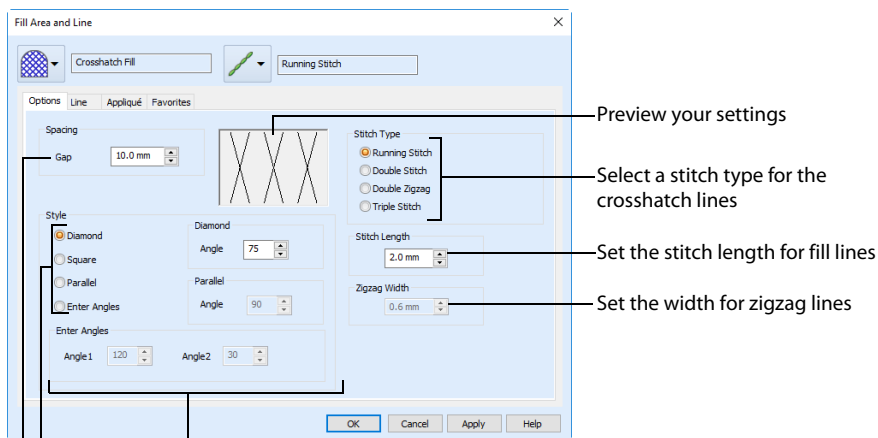 Fill Area and Line
Crosshatch Fill
Running Stitch
Options Line Appliqué Favorites
Spacing
Gap 10.0 mm
Stitch Type
Running Stitch
Double Stitch
Double Zigzag
Triple Stitch
Style
Diamond
Square
Parallel
Enter Angles
Diamond
Angle 75
Parallel
Angle 90
Enter Angles
Angle1 120 Angle2 30
Stitch Length
2.0 mm
Zigzag Width
0.6 mm
OK Cancel Apply Help
Preview your settings
Select a stitch type for the
crosshatch lines
Set the stitch length for fill lines
Set the width for zigzag lines